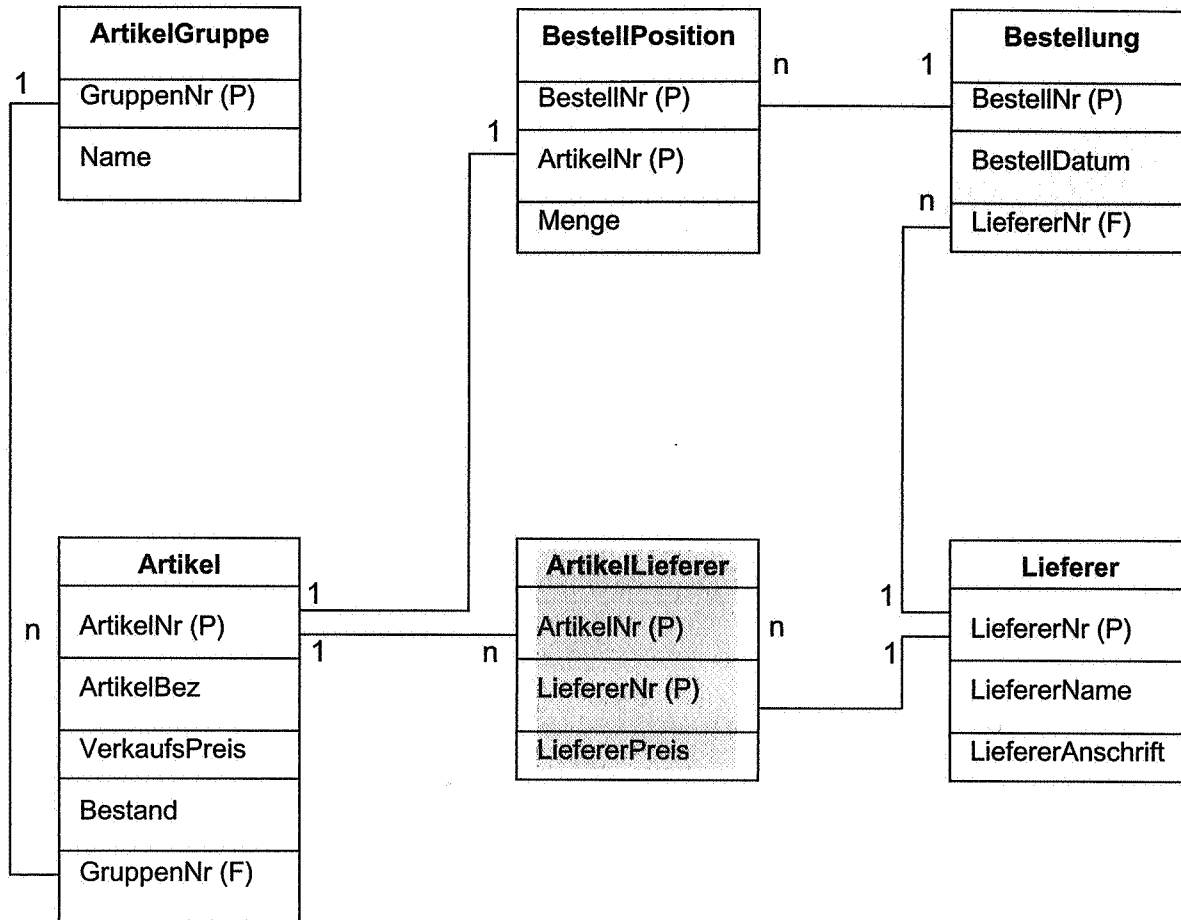 ArtikelGruppe
1
GruppenNr (P)
Name
BestellPosition
n
BestellNr (P)
1
ArtikelNr (P)
Menge
Bestellung
1
BestellNr (P)
BestellDatum
n
LiefererNr (F)
Artikel
1
n
ArtikelNr (P)
1
ArtikelBez
VerkaufsPreis
Bestand
GruppenNr (F)
ArtikelLieferer
ArtikelNr (P)
n
n
LiefererNr (P)
LiefererPreis
Lieferer
1
LiefererNr (P)
1
LiefererName
LiefererAnschrift